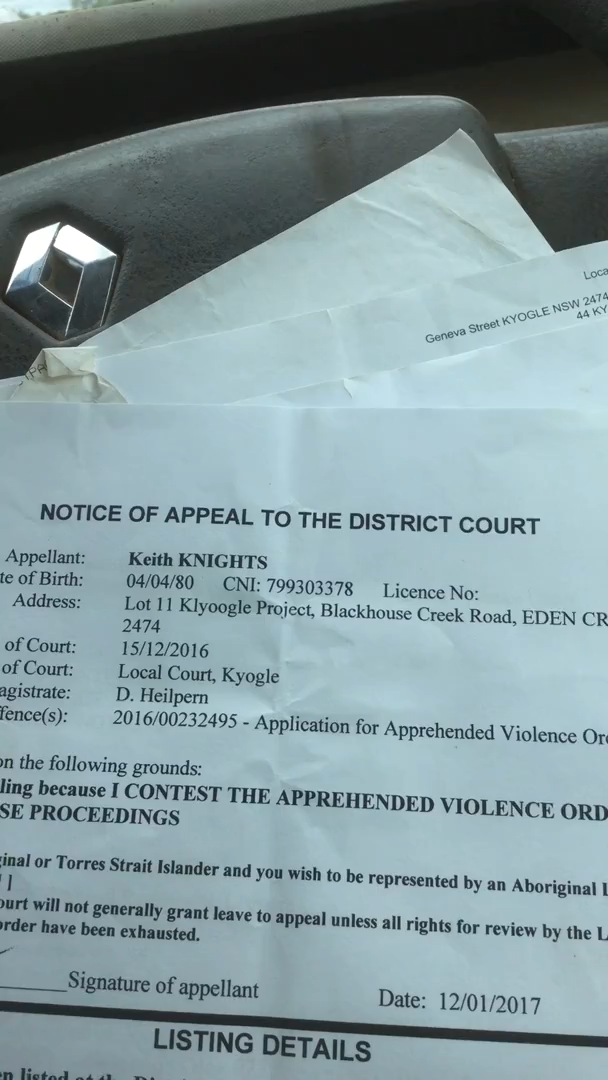 Loca
Geneva Street KYOGLE NSW 2474
44 KY
NOTICE OF APPEAL TO THE DISTRICT COURT
Appellant: Keith KNIGHTS
te of Birth: 04/04/80 CNI: 799303378 Licence No:
Address: Lot 11 Klyoogle Project, Blackhouse Creek Road, EDEN CR
2474
of Court: 15/12/2016
of Court: Local Court, Kyogle
agistrate: D. Heilpern
fence(s): 2016/00232495 - Application for Apprehended Violence Ord
on the following grounds:
ling because I CONTEST THE APPREHENDED VIOLENCE ORD
SE PROCEEDINGS
ginal or Torres Strait Islander and you wish to be represented by an Aboriginal L
ourt will not generally grant leave to appeal unless all rights for review by the L
order have been exhausted.
Signature of appellant Date: 12/01/2017
LISTING DETAILS